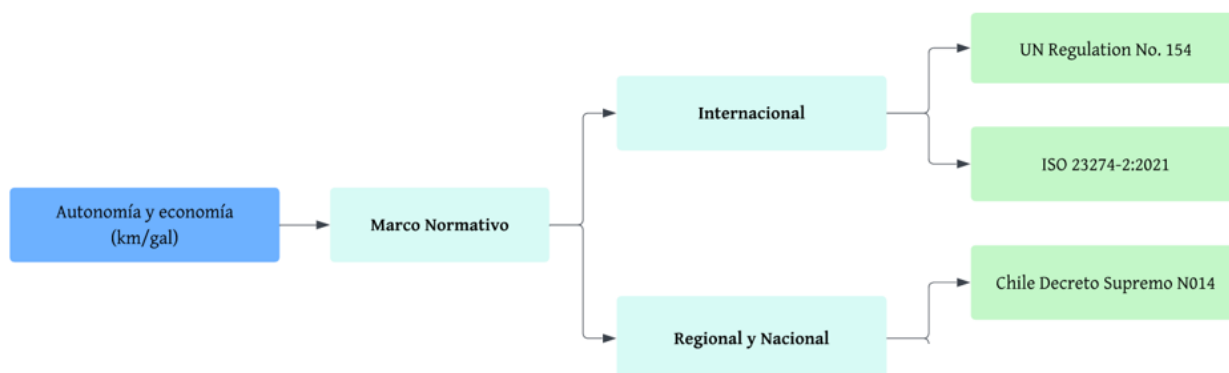 UN Regulation No. 154
Internacional
ISO 23274-2:2021
Autonomía y economía
(km/gal)
Marco Normativo
Chile Decreto Supremo N014
Regional y Nacional